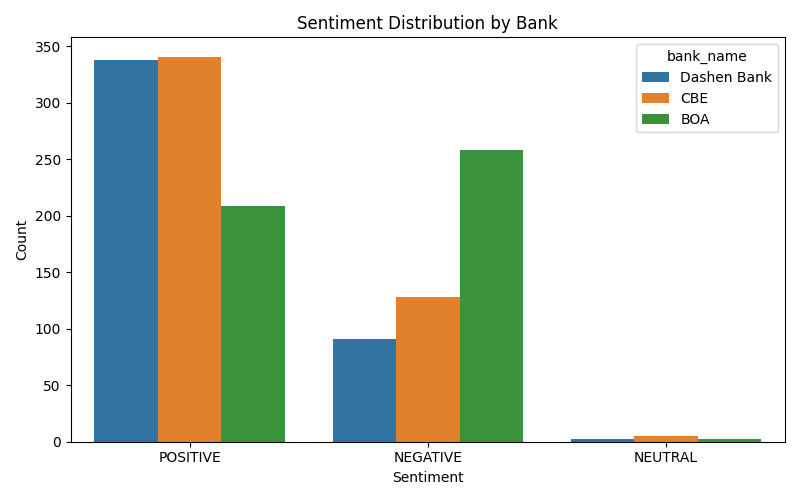 Sentiment Distribution by Bank
bank_name
Dashen Bank
CBE
BOA
Count
350
300
250
200
150
100
50
0
POSITIVE
NEGATIVE
NEUTRAL
Sentiment